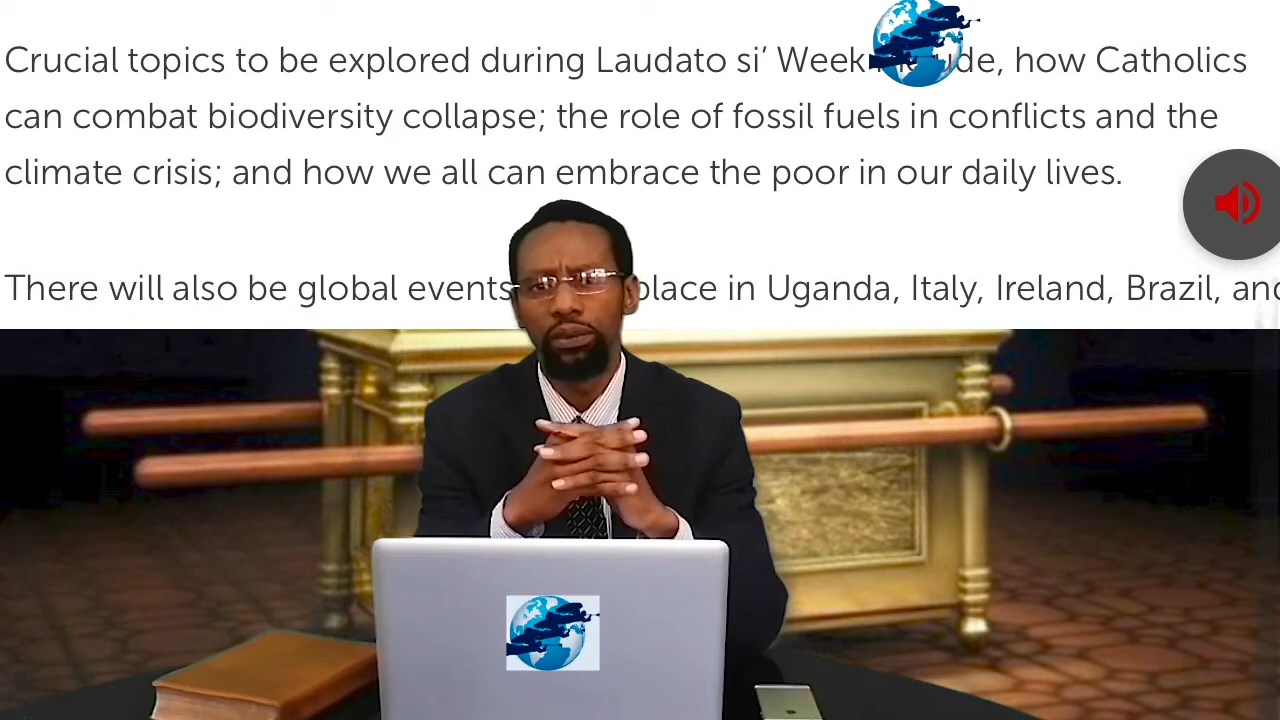 Crucial topics to be explored during Laudato si’ Week de, how Catholics
can combat biodiversity collapse; the role of fossil fuels in conflicts and the
climate crisis; and how we all can embrace the poor in our daily lives.
There will also be global events place in Uganda, Italy, Ireland, Brazil, and